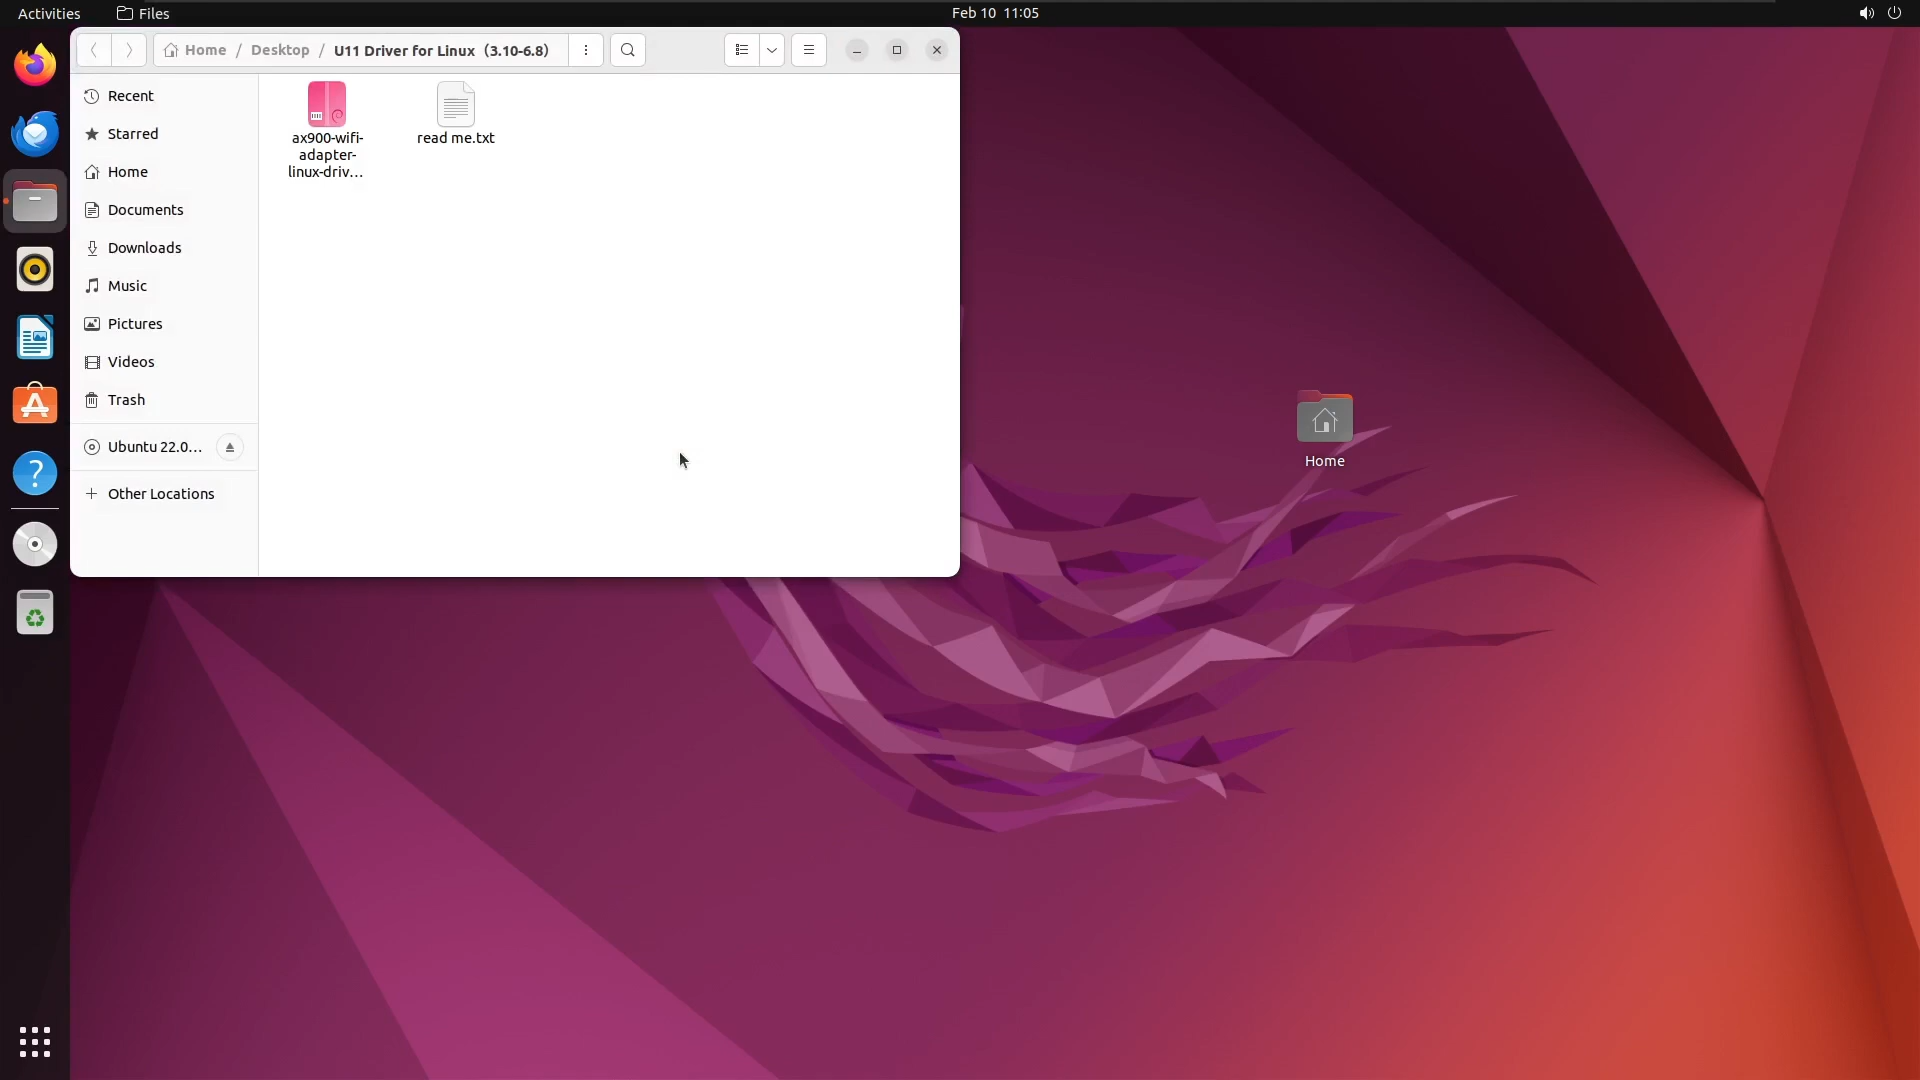 Activities
Files
Feb 10 11:05
Home / Desktop / U11 Driver for Linux（3.10-6.8）
Recent
Starred
Home
Documents
Downloads
Music
Pictures
Videos
Trash
Ubuntu 22.0...
Other Locations
ax900-wifi-
adapter-
linux-driv...
read me.txt
Home